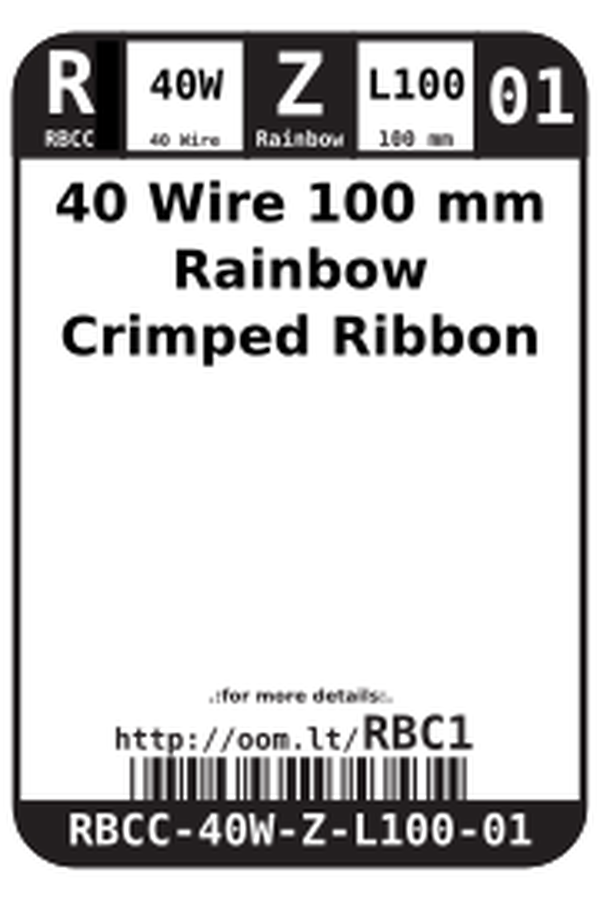 R 40W Z L100 01
RBCC 40 Wire Rainbow 100 mm
40 Wire 100 mm
Rainbow
Crimped Ribbon
.:for more details:.
http://oom.lt/RBC1
RBCC-40W-Z-L100-01